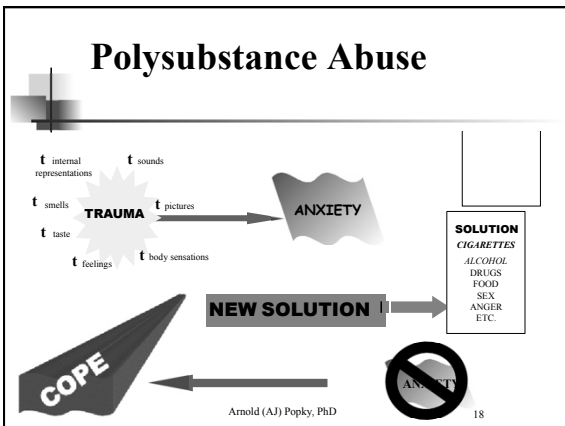 Polysubstance Abuse
t internal
representations
t sounds
t smells
TRAUMA
t pictures
ANXIETY
t taste
t feelings
t body sensations
SOLUTION
CIGARETTES
ALCOHOL
DRUGS
FOOD
SEX
ANGER
ETC.
NEW SOLUTION
COPE
ANXIETY
Arnold (AJ) Popky, PhD
18